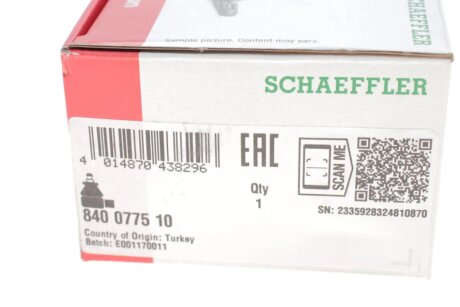 Sample picture. Content may vary.
SCHAEFFLER
4 014870 438296
EAC
SCAN ME
Qty
1
840 0775 10
SN: 2335928324810870
Country of Origin: Turkey
Batch: E001170011